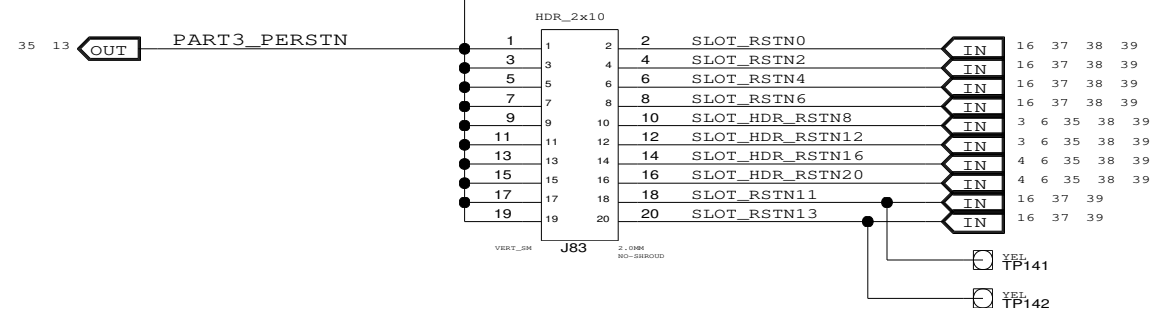 HDR_2x10
35 13 OUT PART3_PERSTN
1 1 2 2 SLOT_RSTN0 IN 16 37 38 39
3 3 4 4 SLOT_RSTN2 IN 16 37 38 39
5 5 6 6 SLOT_RSTN4 IN 16 37 38 39
7 7 8 8 SLOT_RSTN6 IN 16 37 38 39
9 9 10 10 SLOT_HDR_RSTN8 IN 3 6 35 38 39
11 11 12 12 SLOT_HDR_RSTN12 IN 3 6 35 38 39
13 13 14 14 SLOT_HDR_RSTN16 IN 4 6 35 38 39
15 15 16 16 SLOT_HDR_RSTN20 IN 4 6 35 38 39
17 17 18 18 SLOT_RSTN11 IN 16 37 39
19 19 20 20 SLOT_RSTN13 IN 16 37 39
VERT_SM J83 2.0MM
NO-SHROUD
YEL
TP141
YEL
TP142